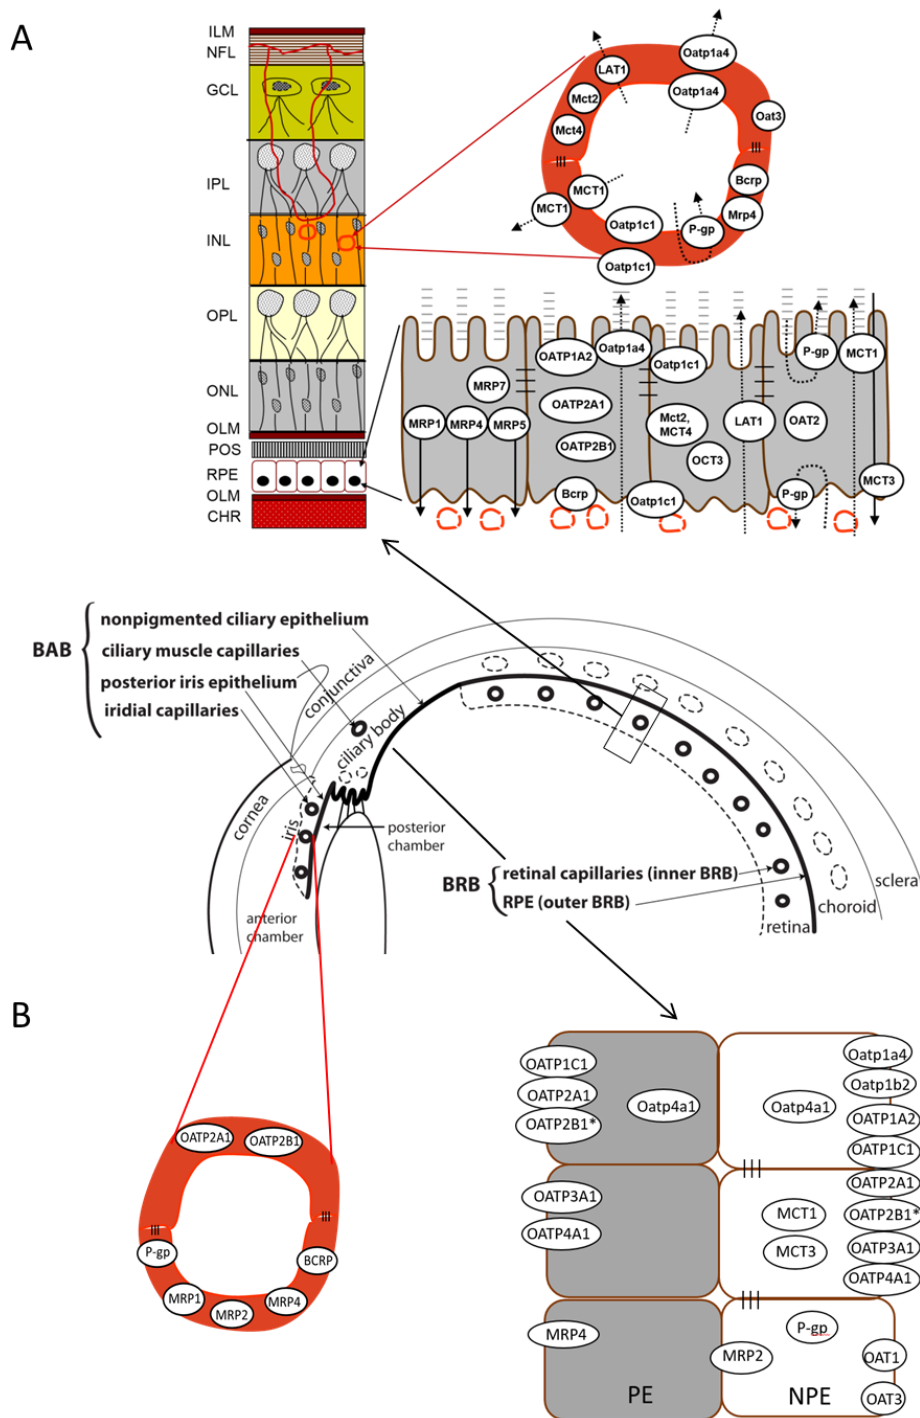 A
ILM
NFL
GCL
IPL
INL
OPL
ONL
OLM
POS
RPE
OLM
CHR
Oatp1a4
LAT1
Oatp1a4
Mct2
Mct4
Oat3
Bcrp
MCT1
MCT1
Mrp4
Oatp1c1
P-gp
Oatp1c1
OATP1A2
Oatp1a4
Oatp1c1
P-gp
MCT1
MRP7
OATP2A1
MRP1
MRP4
MRP5
Mct2,
MCT4
LAT1
OAT2
OATP2B1
OCT3
Bcrp
Oatp1c1
P-gp
MCT3
BAB
nonpigmented ciliary epithelium
ciliary muscle capillaries
posterior iris epithelium
iridial capillaries
conjunctiva
ciliary body
cornea
iris
posterior
chamber
anterior
chamber
BRB
retinal capillaries (inner BRB)
RPE (outer BRB)
retina
choroid
sclera
B
OATP2A1
OATP2B1
P-gp
BCRP
MRP1
MRP2
MRP4
OATP1C1
OATP2A1
OATP2B1*
Oatp4a1
Oatp4a1
Oatp1a4
Oatp1b2
OATP1A2
OATP1C1
OATP3A1
OATP4A1
MCT1
MCT3
OATP2A1
OATP2B1*
OATP3A1
OATP4A1
MRP4
P-gp
MRP2
OAT1
OAT3
PE
NPE